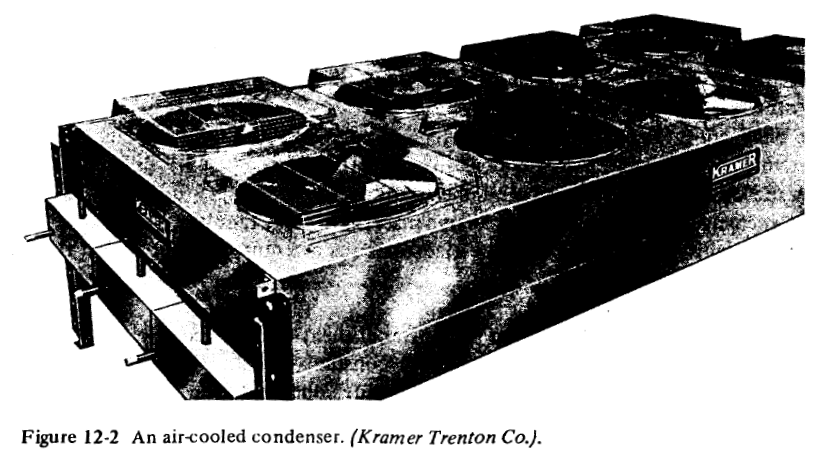 KRAMER
Figure 12-2 An air-cooled condenser. (Kramer Trenton Co.).